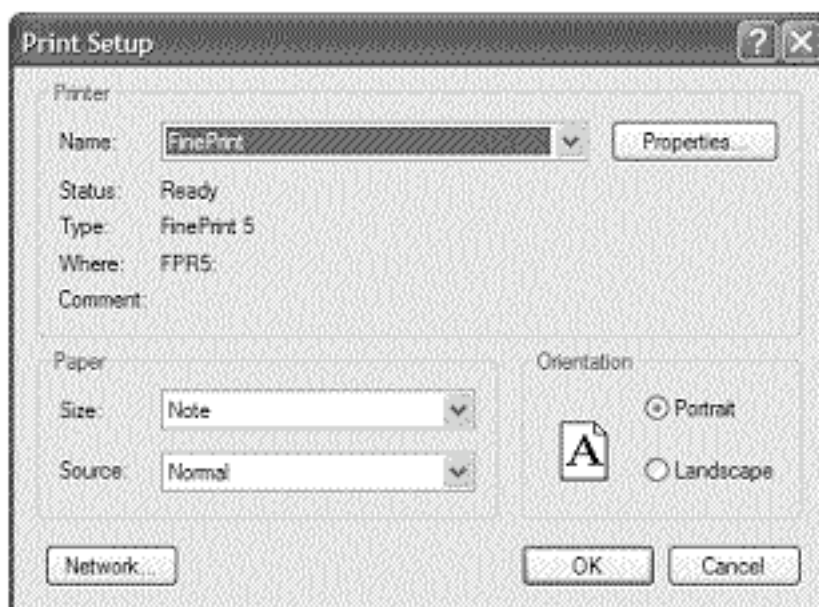 Print Setup
Printer
Name: FinePrint Properties...
Status: Ready
Type: FinePrint 5
Where: FPR5:
Comment:
Paper
Size: Note
Source: Normal
Orientation
A
Portrait
Landscape
Network... OK Cancel